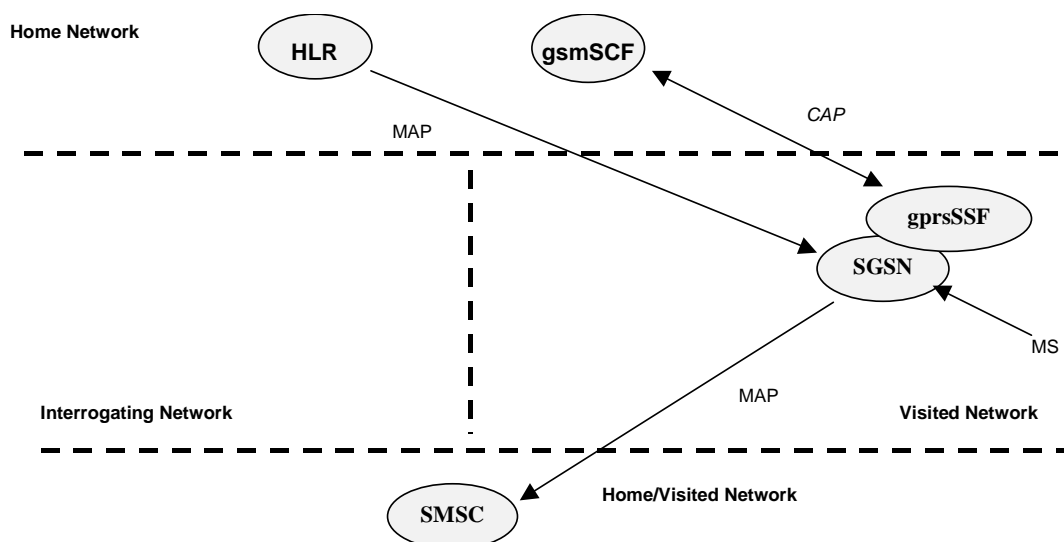 Home Network
HLR
gsmSCF
CAP
MAP
gprsSSF
SGSN
MS
MAP
Interrogating Network
Visited Network
Home/Visited Network
SMSC